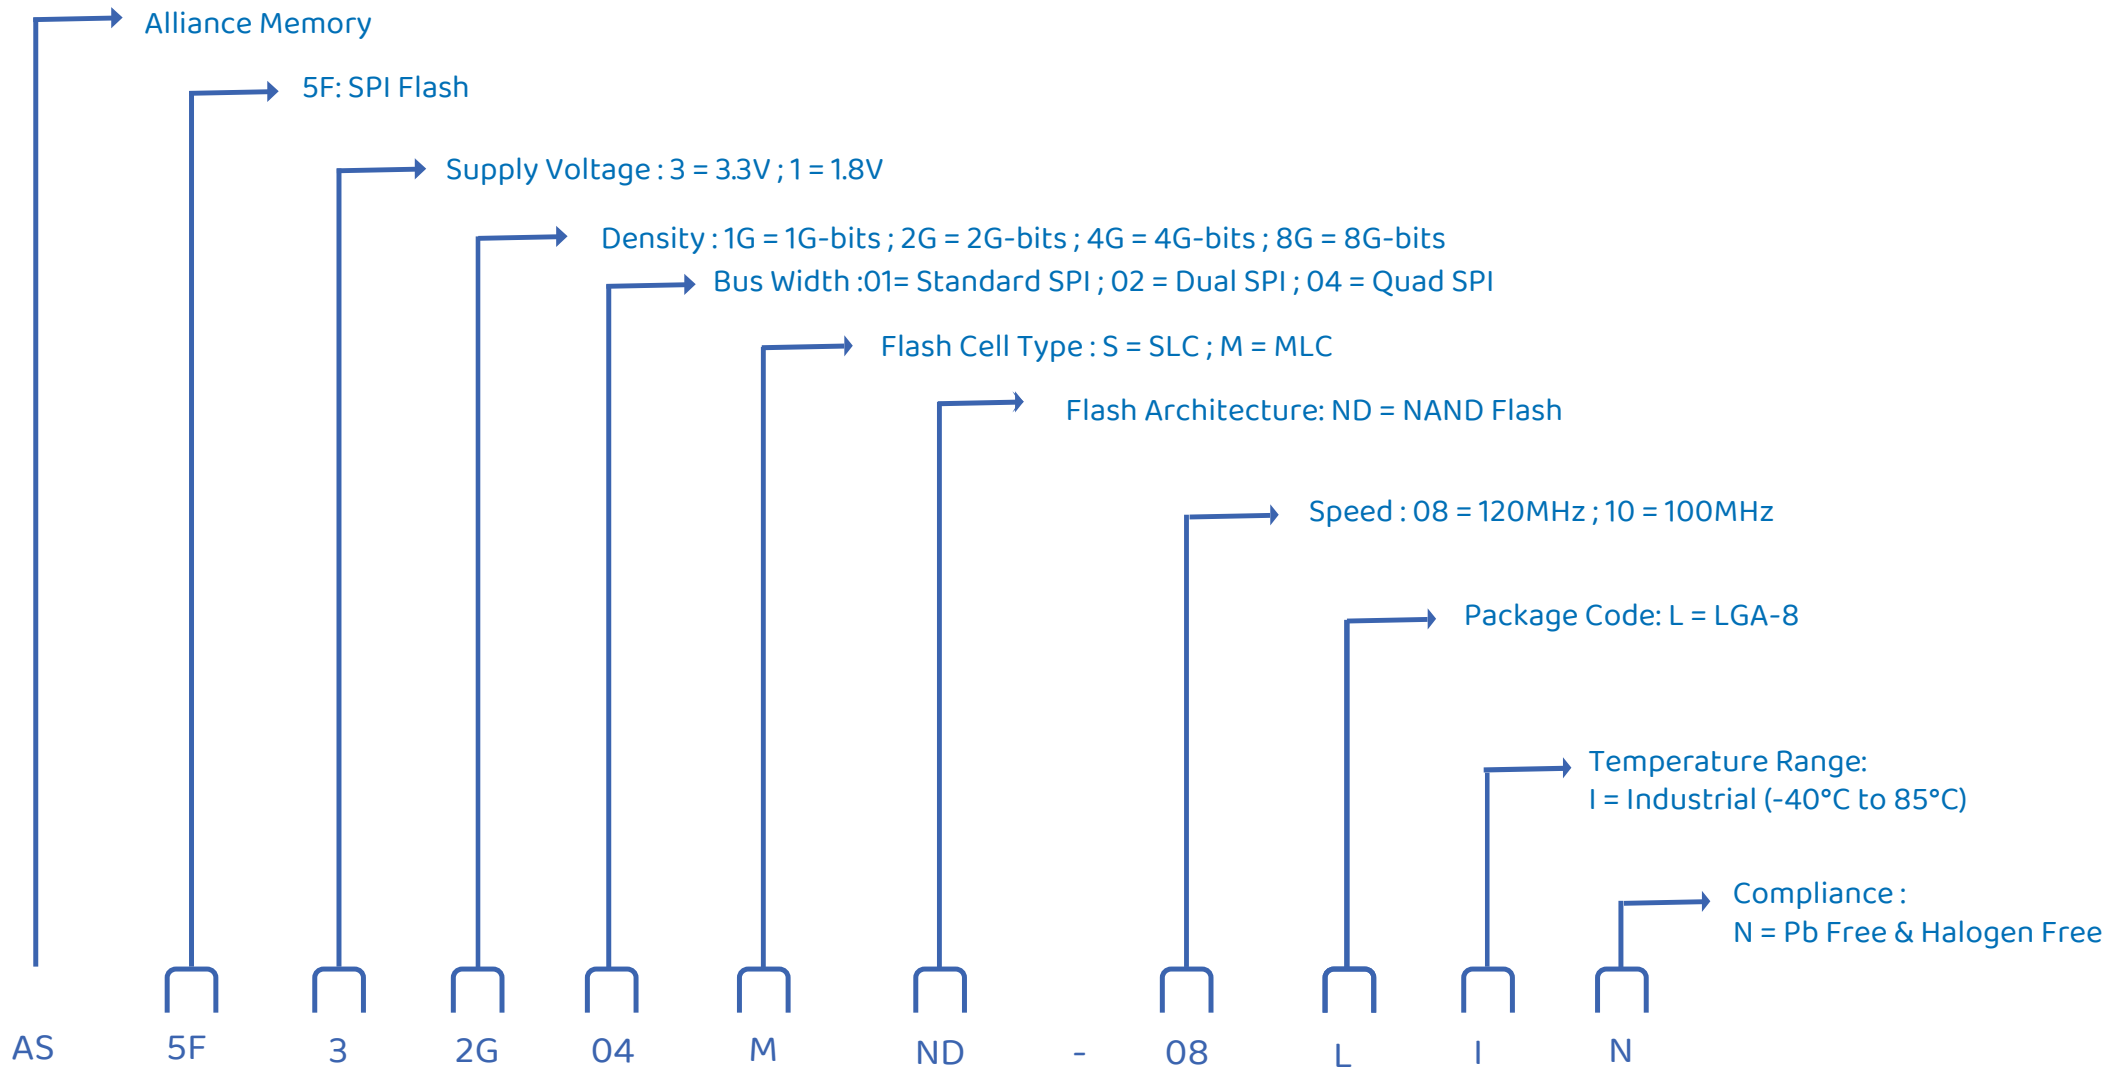 Alliance Memory
5F: SPI Flash
Supply Voltage : 3 = 3.3V ; 1 = 1.8V
Density : 1G = 1G-bits ; 2G = 2G-bits ; 4G = 4G-bits ; 8G = 8G-bits
Bus Width :01= Standard SPI ; 02 = Dual SPI ; 04 = Quad SPI
Flash Cell Type : S = SLC ; M = MLC
Flash Architecture: ND = NAND Flash
Speed : 08 = 120MHz ; 10 = 100MHz
Package Code: L = LGA-8
Temperature Range:
I = Industrial (-40°C to 85°C)
Compliance :
N = Pb Free & Halogen Free
AS 5F 3 2G 04 M ND - 08 L I N